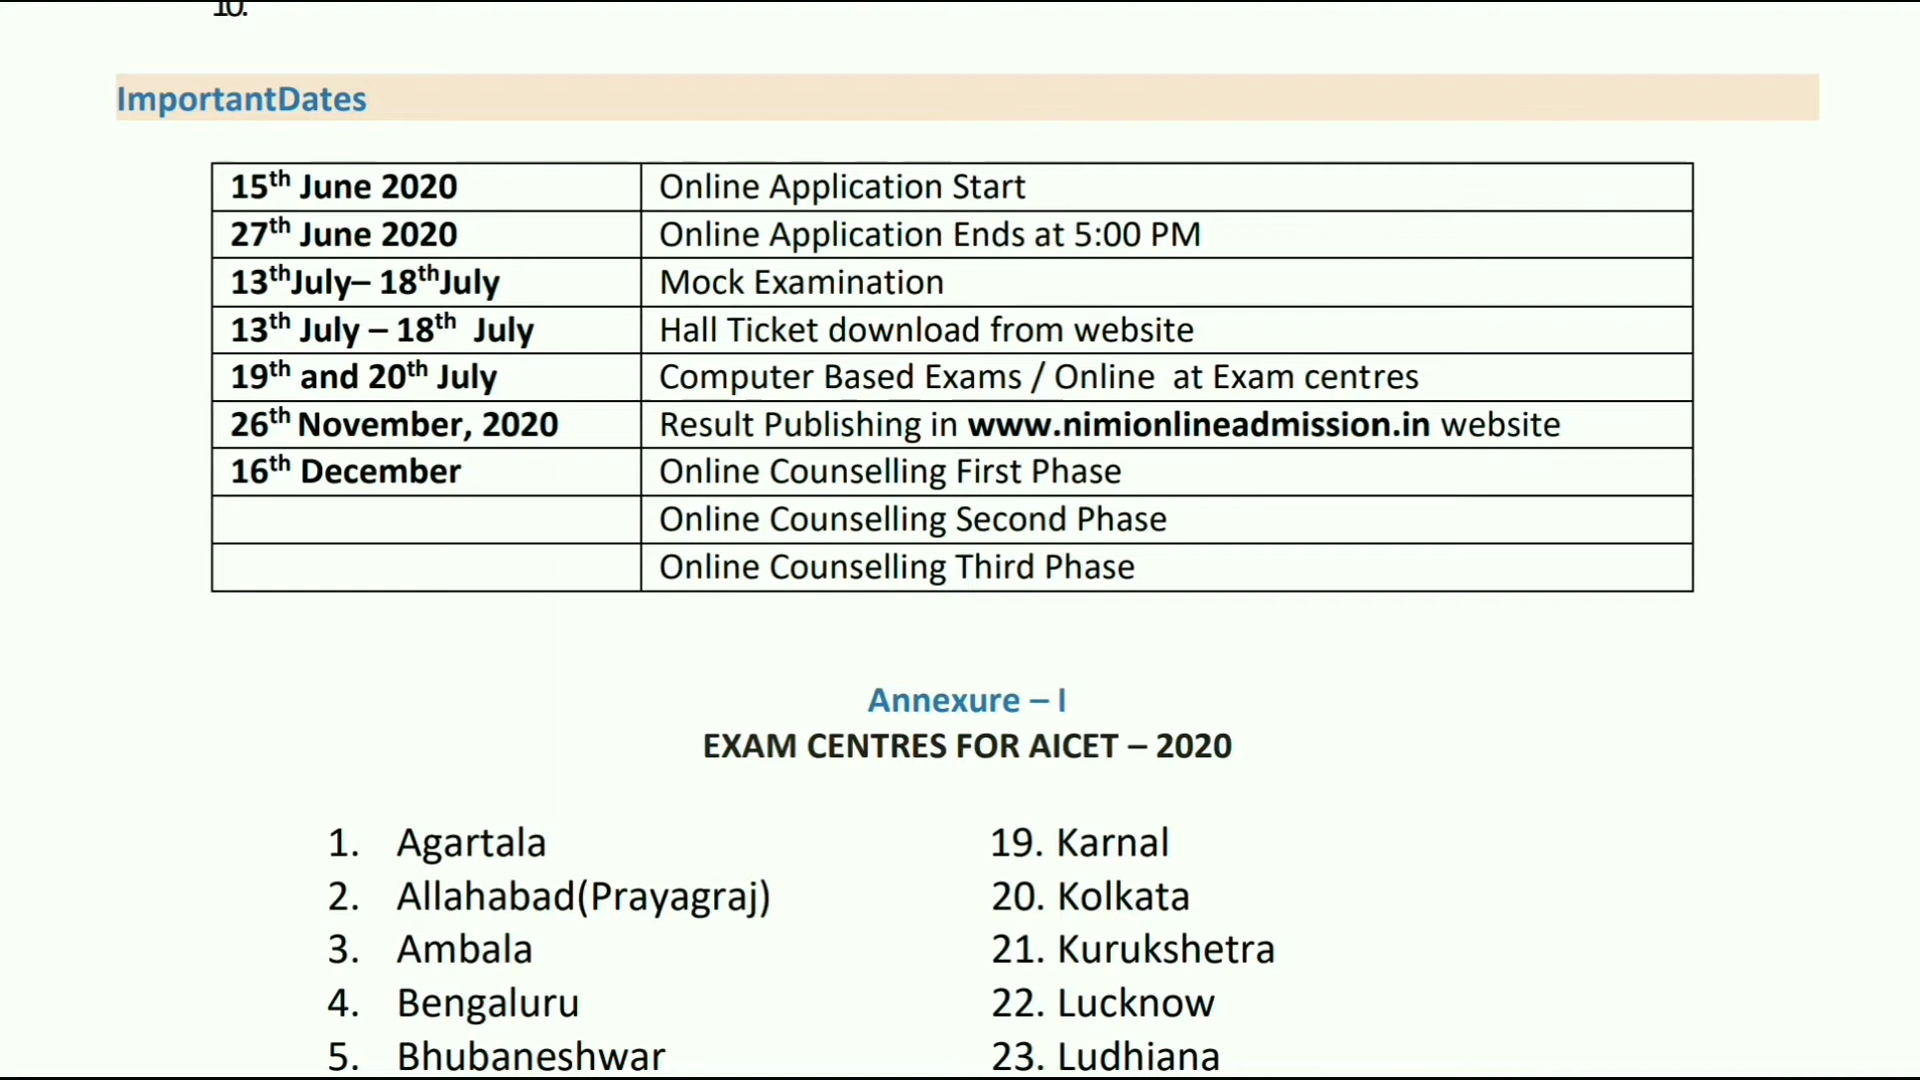 10.
ImportantDates
15th June 2020 Online Application Start
27th June 2020 Online Application Ends at 5:00 PM
13thJuly– 18thJuly Mock Examination
13th July – 18th July Hall Ticket download from website
19th and 20th July Computer Based Exams / Online at Exam centres
26th November, 2020 Result Publishing in www.nimionlineadmission.in website
16th December Online Counselling First Phase
Online Counselling Second Phase
Online Counselling Third Phase
Annexure – I
EXAM CENTRES FOR AICET – 2020
1. Agartala
2. Allahabad(Prayagraj)
3. Ambala
4. Bengaluru
5. Bhubaneshwar
19. Karnal
20. Kolkata
21. Kurukshetra
22. Lucknow
23. Ludhiana